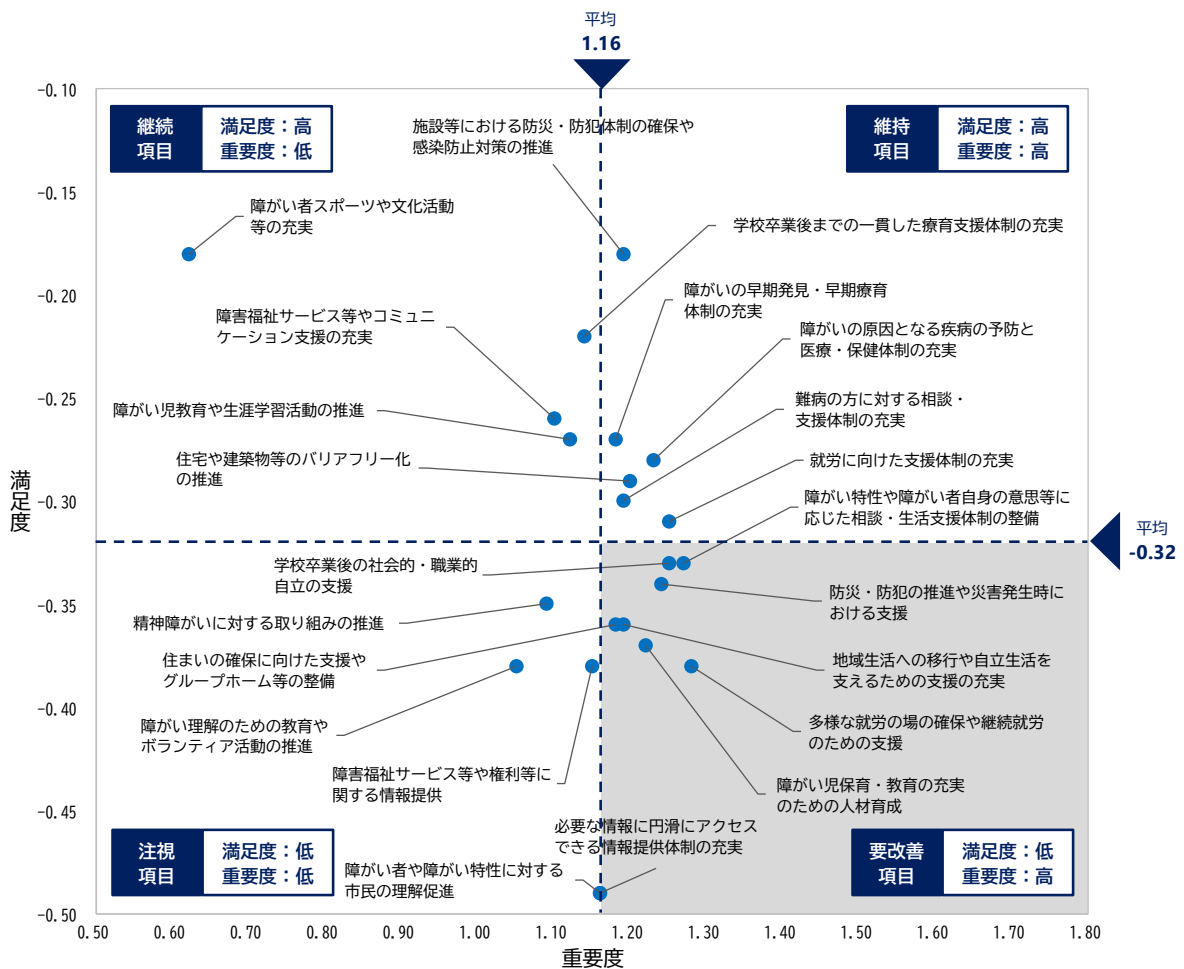 平均
1.16
-0.10
継続
項目
満足度：高
重要度：低
施設等における防災・防犯体制の確保や
感染防止対策の推進
維持
項目
満足度：高
重要度：高
-0.15
障がい者スポーツや文化活動
等の充実
学校卒業後までの一貫した療育支援体制の充実
-0.20
障がいの早期発見・早期療育
体制の充実
障害福祉サービス等やコミュニ
ケーション支援の充実
障がいの原因となる疾病の予防と
医療・保健体制の充実
-0.25
障がい児教育や生涯学習活動の推進
難病の方に対する相談・
支援体制の充実
住宅や建築物等のバリアフリー化
の推進
就労に向けた支援体制の充実
満足度
-0.30
障がい特性や障がい者自身の意思等に
応じた相談・生活支援体制の整備
平均
-0.32
学校卒業後の社会的・職業的
自立の支援
-0.35
防災・防犯の推進や災害発生時に
おける支援
精神障がいに対する取り組みの推進
住まいの確保に向けた支援や
グループホーム等の整備
地域生活への移行や自立生活を
支えるための支援の充実
-0.40
障がい理解のための教育や
ボランティア活動の推進
多様な就労の場の確保や継続就労
のための支援
障害福祉サービス等や権利等に
関する情報提供
障がい児保育・教育の充実
のための人材育成
-0.45
必要な情報に円滑にアクセス
できる情報提供体制の充実
注視
項目
満足度：低
重要度：低
障がい者や障がい特性に対する
市民の理解促進
要改善
項目
満足度：低
重要度：高
-0.50
0.50 0.60 0.70 0.80 0.90 1.00 1.10 1.20 1.30 1.40 1.50 1.60 1.70 1.80
重要度